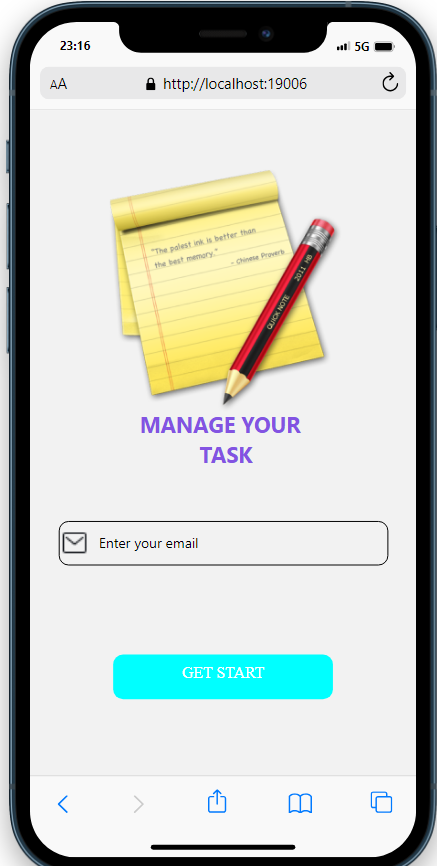 23:16
5G
AA
http://localhost:19006
"The palest ink is better than
the best memory."
- Chinese Proverb
QUICK NOTE
2011 HB
MANAGE YOUR
TASK
Enter your email
GET START